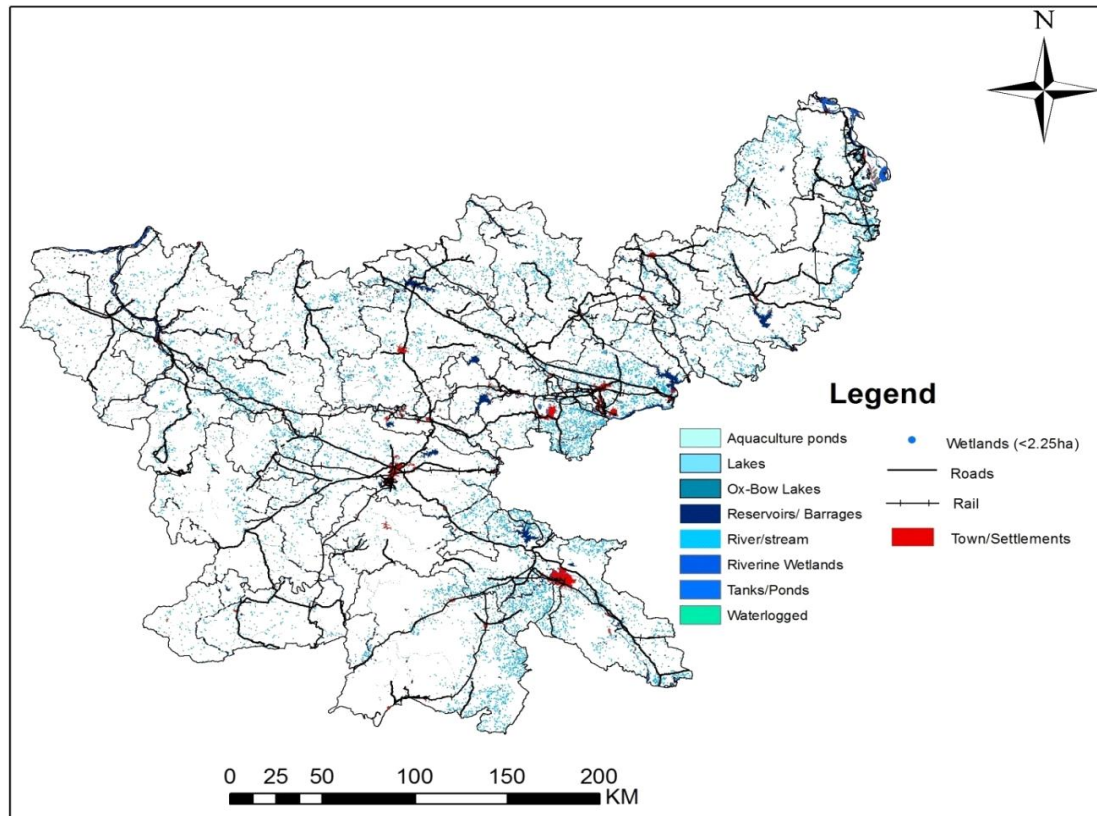 N
Legend
Aquaculture ponds
Lakes
Ox-Bow Lakes
Reservoirs/ Barrages
River/stream
Riverine Wetlands
Tanks/Ponds
Waterlogged
Wetlands (<2.25ha)
Roads
Rail
Town/Settlements
0 25 50 100 150 200
KM